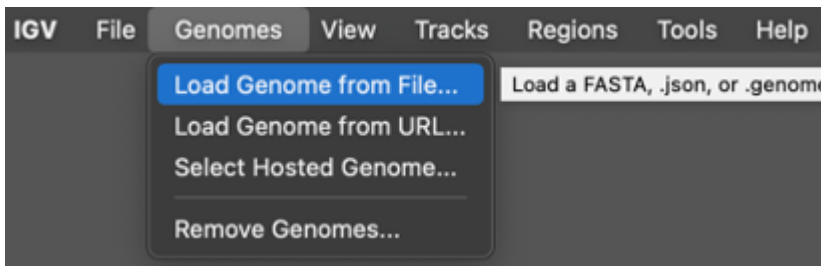 IGV File Genomes View Tracks Regions Tools Help
Load Genome from File...
Load a FASTA, .json, or .genome
Load Genome from URL...
Select Hosted Genome...
Remove Genomes...